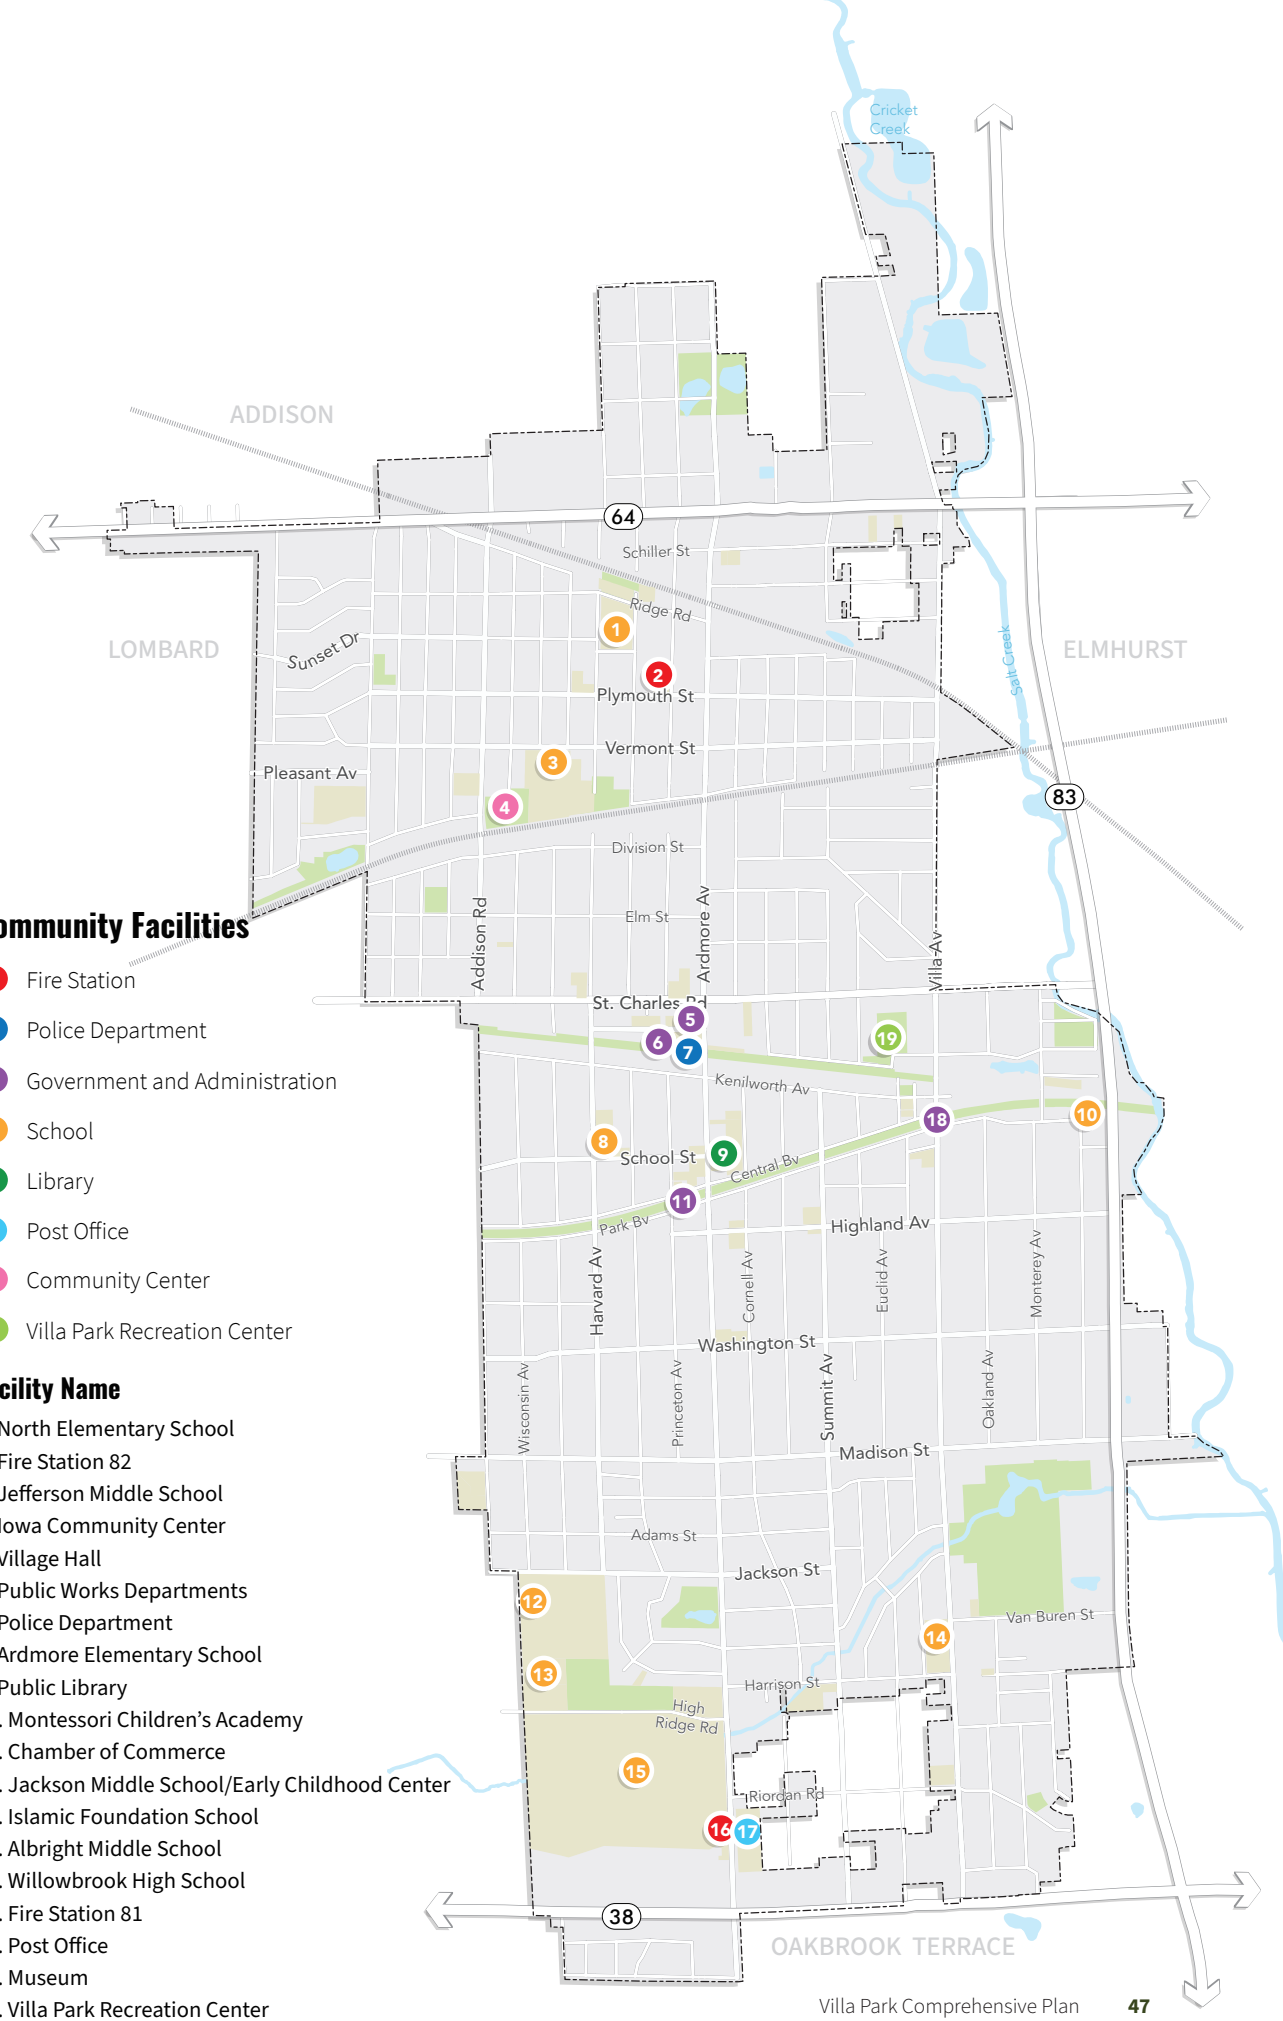 Cricket
Creek
ADDISON
64
Schiller St
Ridge Rd
LOMBARD
Sunset Dr
1
Salt Creek
ELMHURST
2
Plymouth St
Vermont St
3
Pleasant Av
4
83
Division St
Addison Rd
Elm St
Ardmore Av
Villa Av
ommunity Facilities
Fire Station
Police Department
Government and Administration
School
Library
Post Office
Community Center
Villa Park Recreation Center
St. Charles Rd
5
6
7
19
Kenilworth Av
18
10
8
School St
9
Central Bv
11
Park Bv
Highland Av
Harvard Av
Cornell Av
Euclid Av
Monterey Av
Washington St
Wisconsin Av
Princeton Av
Summit Av
Oakland Av
Madison St
Adams St
Jackson St
12
Van Buren St
14
13
Harrison St
High
Ridge Rd
15
Riordan Rd
16
17
38
OAKBROOK TERRACE
cility Name
North Elementary School
Fire Station 82
Jefferson Middle School
Iowa Community Center
Village Hall
Public Works Departments
Police Department
Ardmore Elementary School
Public Library
. Montessori Children’s Academy
. Chamber of Commerce
. Jackson Middle School/Early Childhood Center
. Islamic Foundation School
. Albright Middle School
. Willowbrook High School
. Fire Station 81
. Post Office
. Museum
. Villa Park Recreation Center
Villa Park Comprehensive Plan 47